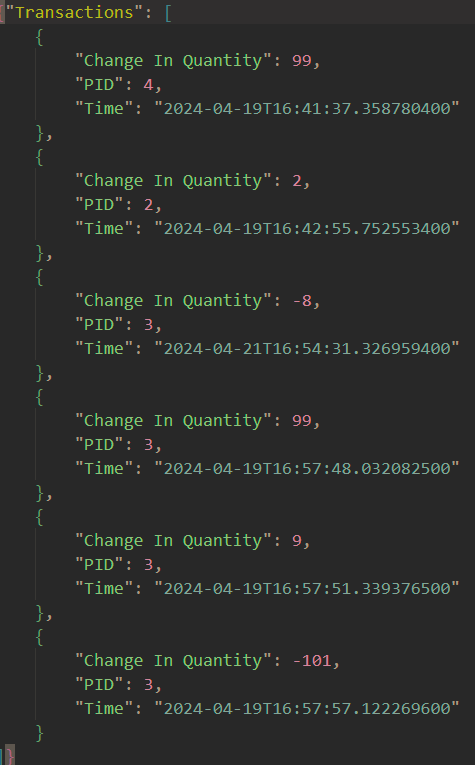 {"Transactions": [
{
"Change In Quantity": 99,
"PID": 4,
"Time": "2024-04-19T16:41:37.358780400"
},
{
"Change In Quantity": 2,
"PID": 2,
"Time": "2024-04-19T16:42:55.752553400"
},
{
"Change In Quantity": -8,
"PID": 3,
"Time": "2024-04-21T16:54:31.326959400"
},
{
"Change In Quantity": 99,
"PID": 3,
"Time": "2024-04-19T16:57:48.032082500"
},
{
"Change In Quantity": 9,
"PID": 3,
"Time": "2024-04-19T16:57:51.339376500"
},
{
"Change In Quantity": -101,
"PID": 3,
"Time": "2024-04-19T16:57:57.122269600"
}
]}